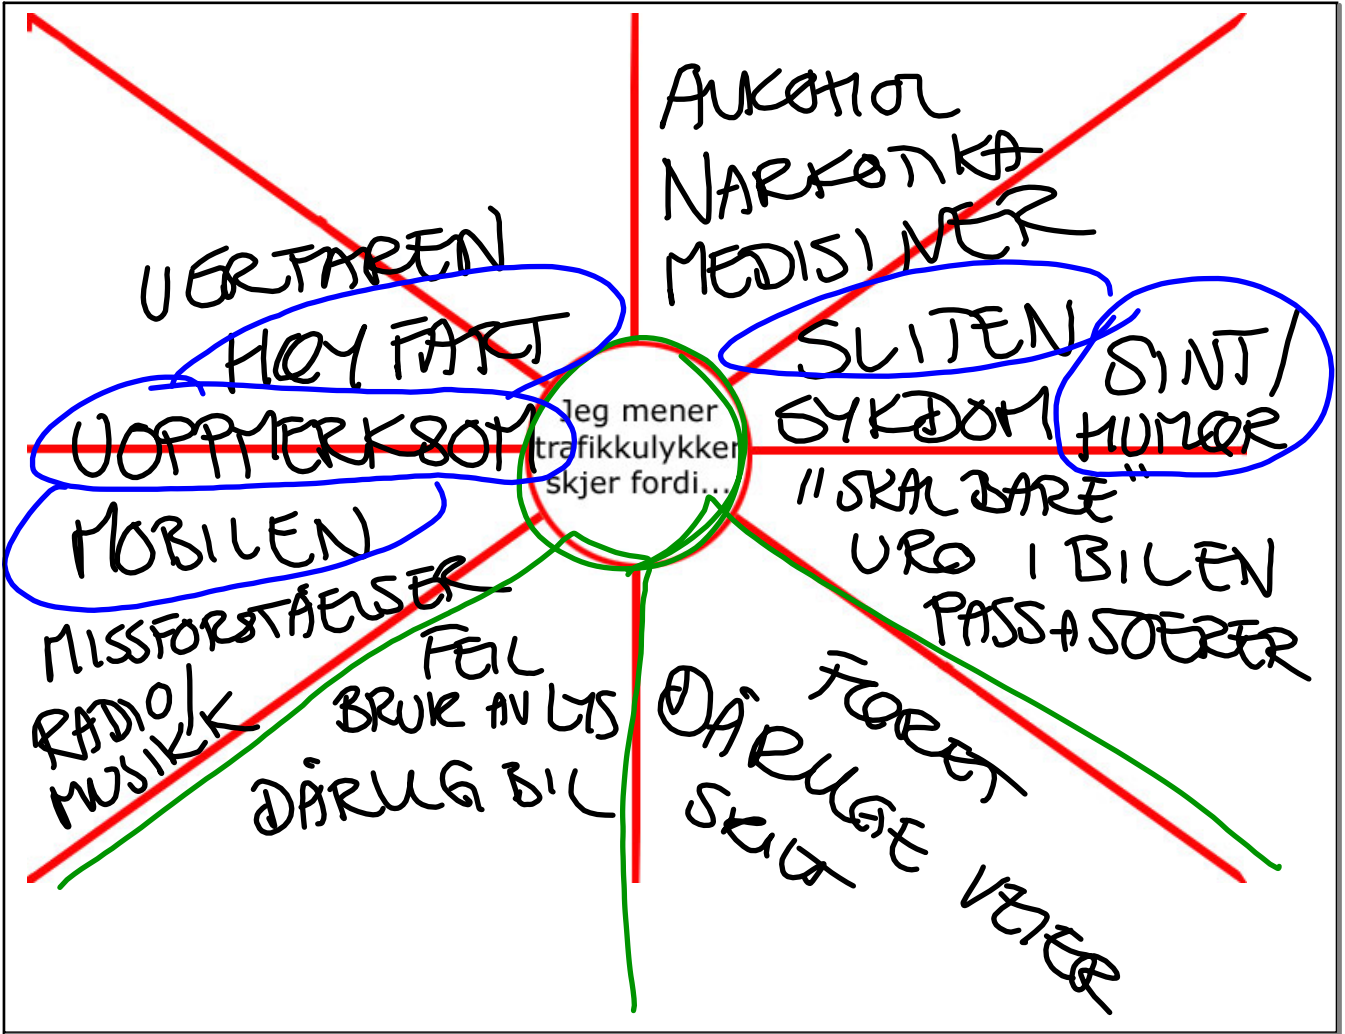 ALKOHOL
NARKOTIKA
MEDISINER
SLITEN
SINT/
HUMØR
SYKDOM
"SKAL BARE"
URO I BILEN
PASSASJERER
UERFAREN
HØY FART
UOPPMERKSOM
MOBILEN
MISSFORSTÅELSER
RADIO/
MUSIKK
Jeg mener
trafikkulykker
skjer fordi...
FEIL
BRUK AV LYS
DÅRLIG BIL
FØRET
DÅRLIGE VEIER
SKILT